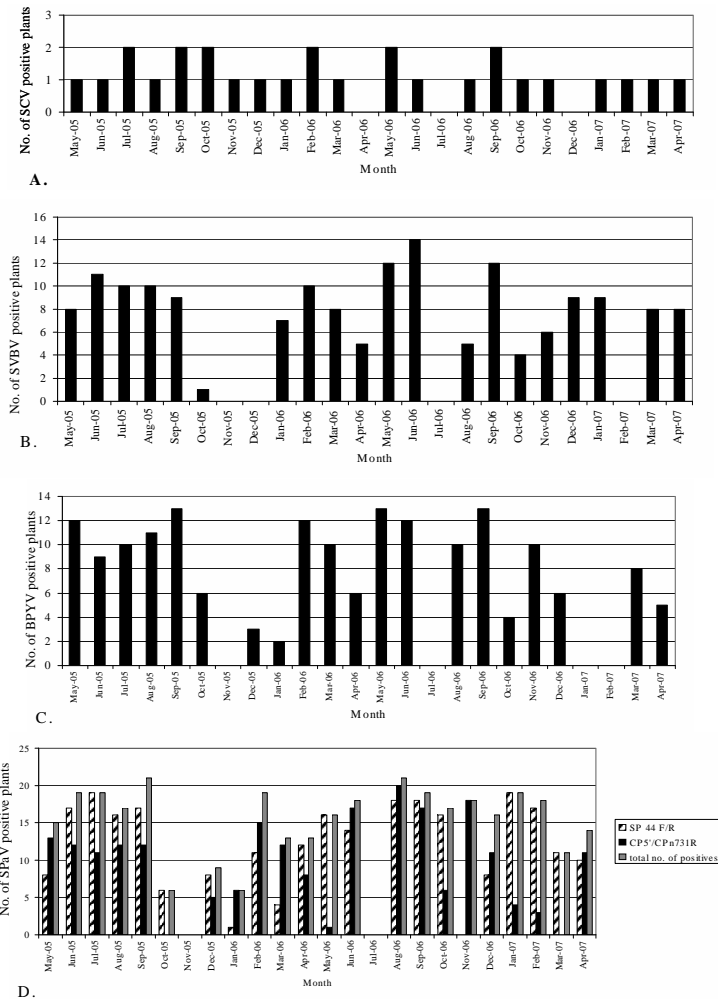 No. of SCV positive plants
3
2
1
0
May-05 Jun-05 Jul-05 Aug-05 Sep-05 Oct-05 Nov-05 Dec-05 Jan-06 Feb-06 Mar-06 Apr-06 May-06 Jun-06 Jul-06 Aug-06 Sep-06 Oct-06 Nov-06 Dec-06 Jan-07 Feb-07 Mar-07 Apr-07
Month
A.
No. of SVBV positive plants
16
14
12
10
8
6
4
2
0
May-05 Jun-05 Jul-05 Aug-05 Sep-05 Oct-05 Nov-05 Dec-05 Jan-06 Feb-06 Mar-06 Apr-06 May-06 Jun-06 Jul-06 Aug-06 Sep-06 Oct-06 Nov-06 Dec-06 Jan-07 Feb-07 Mar-07 Apr-07
Month
B.
No. of BPYV positive plants
14
12
10
8
6
4
2
0
May-05 Jun-05 Jul-05 Aug-05 Sep-05 Oct-05 Nov-05 Dec-05 Jan-06 Feb-06 Mar-06 Apr-06 May-06 Jun-06 Jul-06 Aug-06 Sep-06 Oct-06 Nov-06 Dec-06 Jan-07 Feb-07 Mar-07 Apr-07
Month
C.
No. of SPaV positive plants
25
20
15
10
5
0
May-05 Jun-05 Jul-05 Aug-05 Sep-05 Oct-05 Nov-05 Dec-05 Jan-06 Feb-06 Mar-06 Apr-06 May-06 Jun-06 Jul-06 Aug-06 Sep-06 Oct-06 Nov-06 Dec-06 Jan-07 Feb-07 Mar-07 Apr-07
Month
SP 44 F/R
CP5'/CPn731R
total no. of positives
D.